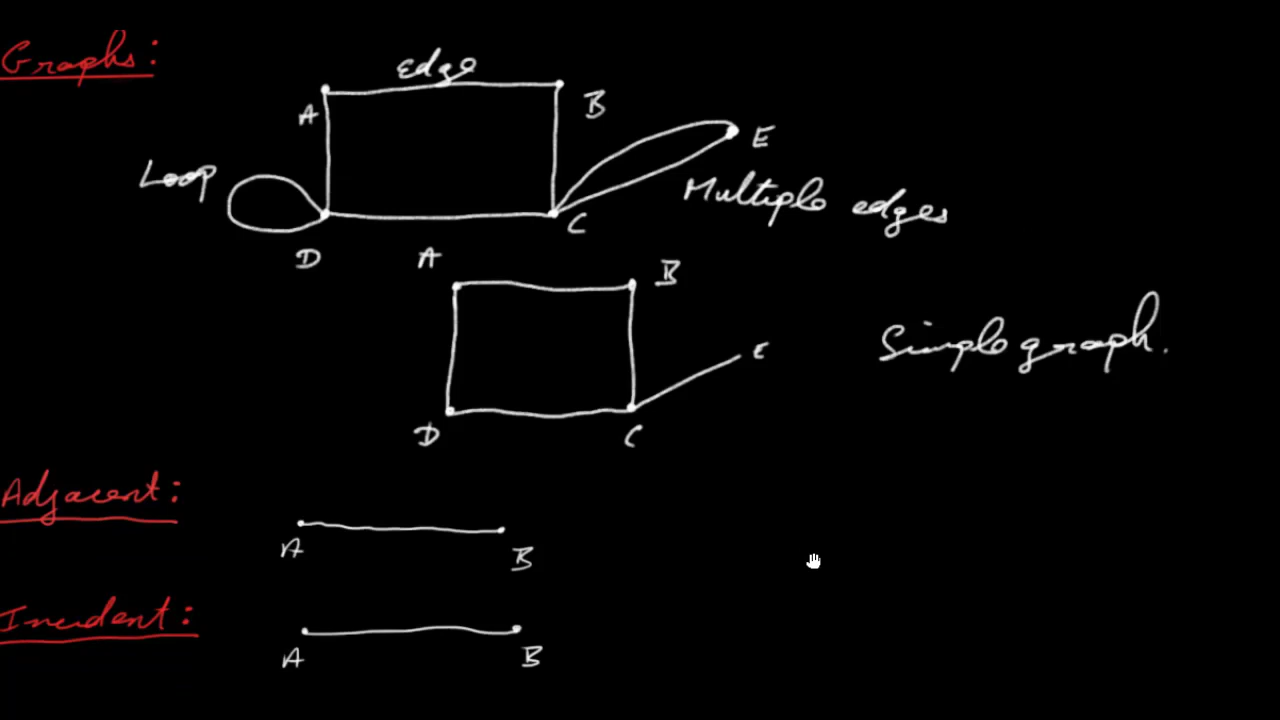 Graphs:
Edge
A
B
E
Loop
Multiple edges
C
D
A
B
Simple graph.
E
D
C
Adjacent:
A
B
Incident:
A
B